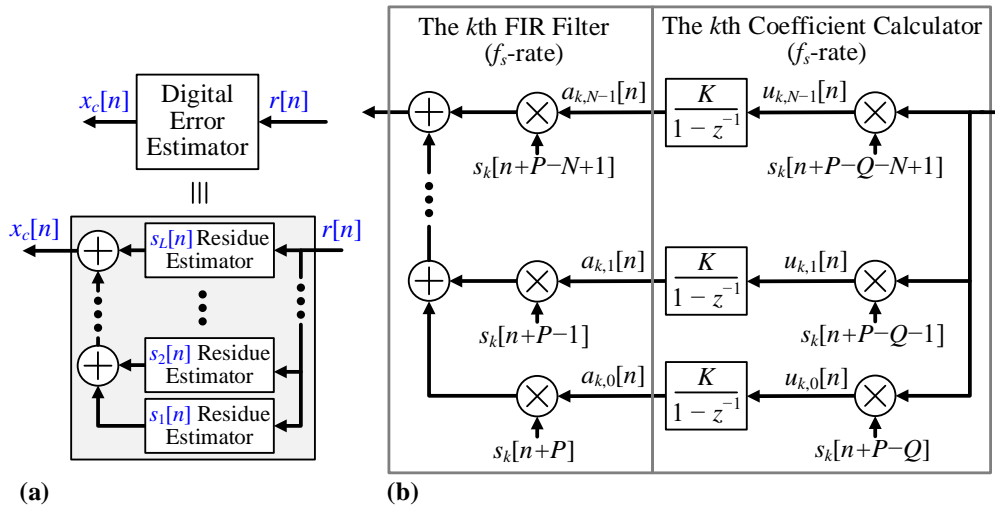 Digital
Error
Estimator
x_c[n]
r[n]
x_c[n]
r[n]
s_L[n] Residue
Estimator
s_2[n] Residue
Estimator
s_1[n] Residue
Estimator
(a)
The kth FIR Filter
(f_s-rate)
The kth Coefficient Calculator
(f_s-rate)
a_{k,N−1}[n]
K
1 − z^{−1}
u_{k,N−1}[n]
s_k[n+P−N+1]
s_k[n+P−Q−N+1]
a_{k,1}[n]
K
1 − z^{−1}
u_{k,1}[n]
s_k[n+P−1]
s_k[n+P−Q−1]
a_{k,0}[n]
K
1 − z^{−1}
u_{k,0}[n]
s_k[n+P]
s_k[n+P−Q]
(b)